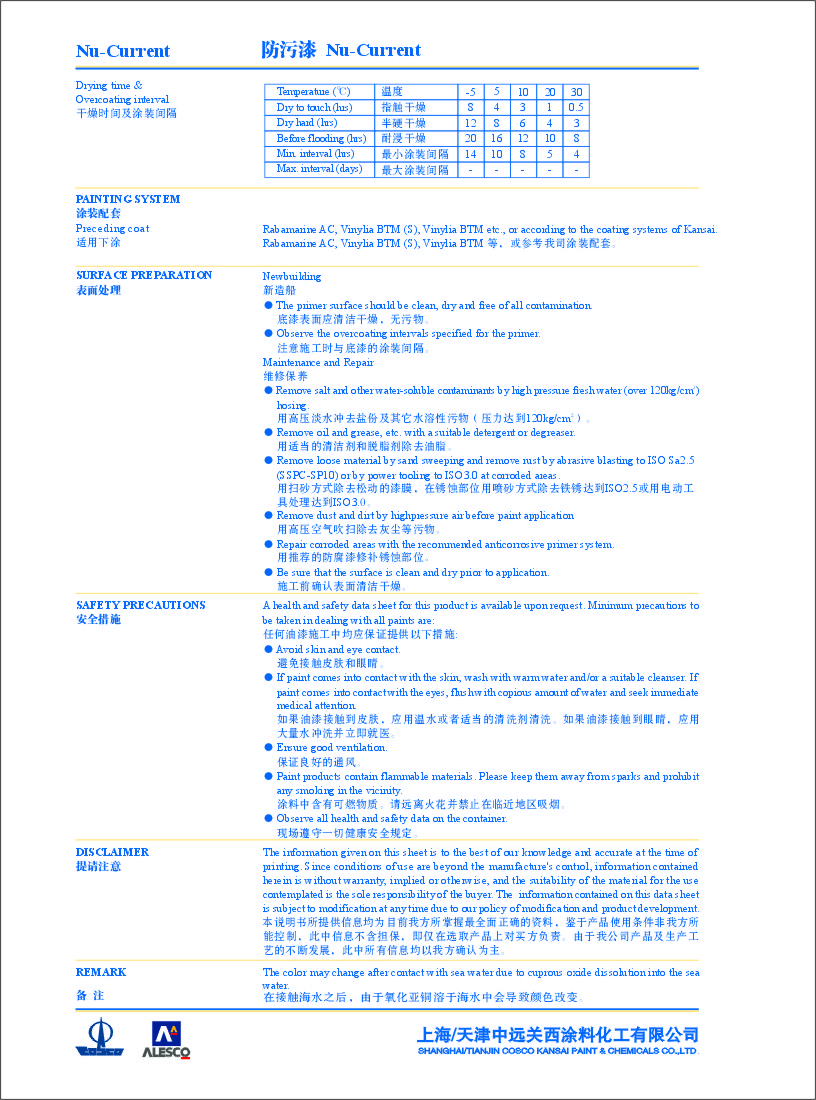 Nu-Current
防污漆 Nu-Current
Drying time &
Overcoating interval
干燥时间及涂装间隔
Temperature (℃) 温度 -5 5 10 20 30
Dry to touch (hrs) 指触干燥 8 4 3 1 0.5
Dry hard (hrs) 半硬干燥 12 8 6 4 3
Before flooding (hrs) 耐浸干燥 20 16 12 10 8
Min. interval (hrs) 最小涂装间隔 14 10 8 5 4
Max. interval (days) 最大涂装间隔 - - - - -
PAINTING SYSTEM
涂装配套
Preceding coat
适用下涂
Rabamarine AC, Vinylia BTM (S), Vinylia BTM etc., or according to the coating systems of Kansai.
Rabamarine AC, Vinylia BTM (S), Vinylia BTM 等，或参考我司涂装配套。
SURFACE PREPARATION
表面处理
Newbuilding
新造船
● The primer surface should be clean, dry and free of all contamination.
底漆表面应清洁干燥，无污物。
● Observe the overcoating intervals specified for the primer.
注意施工时与底漆的涂装间隔。
Maintenance and Repair
维修保养
● Remove salt and other water-soluble contaminants by high pressure fresh water (over 120kg/cm²)
hosing.
用高压淡水冲去盐份及其它水溶性污物（压力达到120kg/cm²）。
● Remove oil and grease, etc. with a suitable detergent or degreaser.
用适当的清洁剂和脱脂剂除去油脂。
● Remove loose material by sand sweeping and remove rust by abrasive blasting to ISO Sa2.5
(SSPC-SP10) or by power tooling to ISO3.0 at corroded areas.
用扫砂方式除去松动的漆膜，在锈蚀部位用喷砂方式除去铁锈达到ISO2.5或用电动工
具处理达到ISO3.0。
● Remove dust and dirt by highpressure air before paint application
用高压空气吹扫除去灰尘等污物。
● Repair corroded areas with the recommended anticorrosive primer system.
用推荐的防腐漆修补锈蚀部位。
● Be sure that the surface is clean and dry prior to application.
施工前确认表面清洁干燥。
SAFETY PRECAUTIONS
安全措施
A health and safety data sheet for this product is available upon request. Minimum precautions to
be taken in dealing with all paints are:
任何油漆施工中均应保证提供以下措施:
● Avoid skin and eye contact.
避免接触皮肤和眼睛。
● If paint comes into contact with the skin, wash with warm water and/or a suitable cleanser. If
paint comes into contact with the eyes, flush with copious amount of water and seek immediate
medical attention.
如果油漆接触到皮肤，应用温水或者适当的清洗剂清洗。如果油漆接触到眼睛，应用
大量水冲洗并立即就医。
● Ensure good ventilation.
保证良好的通风。
● Paint products contain flammable materials. Please keep them away from sparks and prohibit
any smoking in the vicinity.
涂料中含有可燃物质。请远离火花并禁止在临近地区吸烟。
● Observe all health and safety data on the container.
现场遵守一切健康安全规定。
DISCLAIMER
提请注意
The information given on this sheet is to the best of our knowledge and accurate at the time of
printing. Since conditions of use are beyond the manufacture's control, information contained
herein is without warranty, implied or otherwise, and the suitability of the material for the use
contemplated is the sole responsibility of the buyer. The information contained on this data sheet
is subject to modification at any time due to our policy of modification and product development.
本说明书所提供信息均为目前我方所掌握最全面正确的资料，鉴于产品使用条件非我方所
能控制，此中信息不含担保，即仅在选取产品上对买方负责。由于我公司产品及生产工
艺的不断发展，此中所有信息均以我方确认为主。
REMARK
备 注
The color may change after contact with sea water due to cuprous oxide dissolution into the sea
water.
在接触海水之后，由于氧化亚铜溶于海水中会导致颜色改变。
COSCO
ALESCO
上海/天津中远关西涂料化工有限公司
SHANGHAI/TIANJIN COSCO KANSAI PAINT & CHEMICALS CO.,LTD.